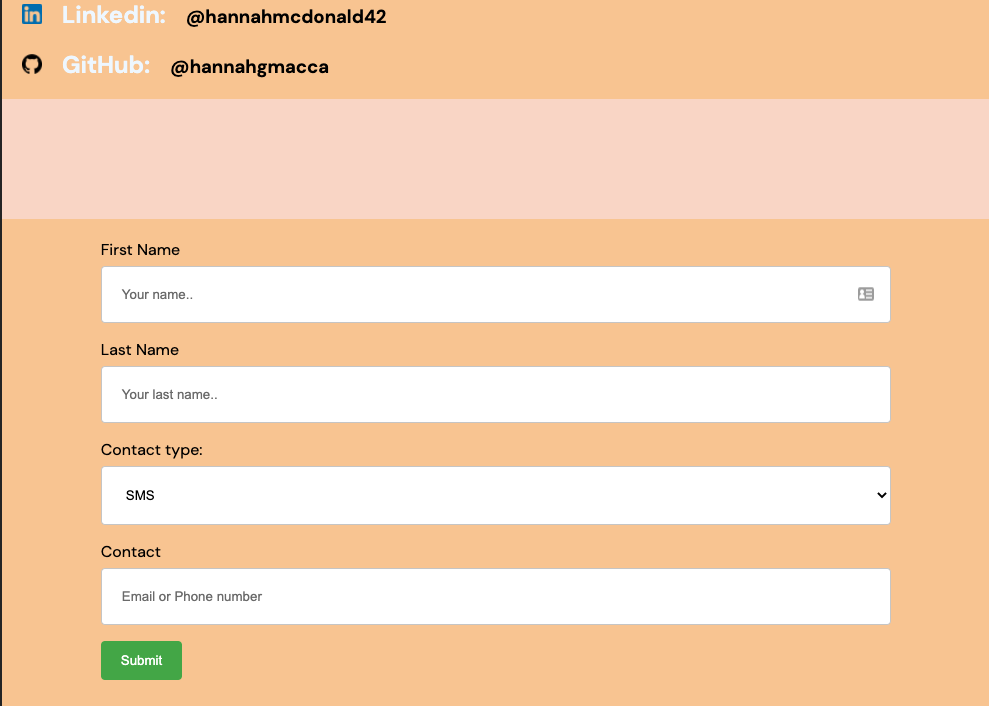 Linkedin: @hannahmcdonald42
GitHub: @hannahgmacca
First Name
Your name..
Last Name
Your last name..
Contact type:
SMS
Contact
Email or Phone number
Submit